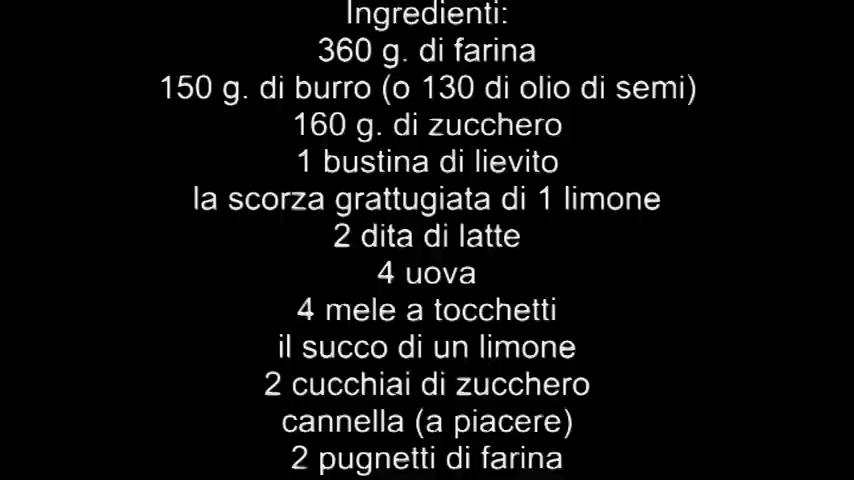 Ingredienti:
360 g. di farina
150 g. di burro (o 130 di olio di semi)
160 g. di zucchero
1 bustina di lievito
la scorza grattugiata di 1 limone
2 dita di latte
4 uova
4 mele a tocchetti
il succo di un limone
2 cucchiai di zucchero
cannella (a piacere)
2 pugnetti di farina